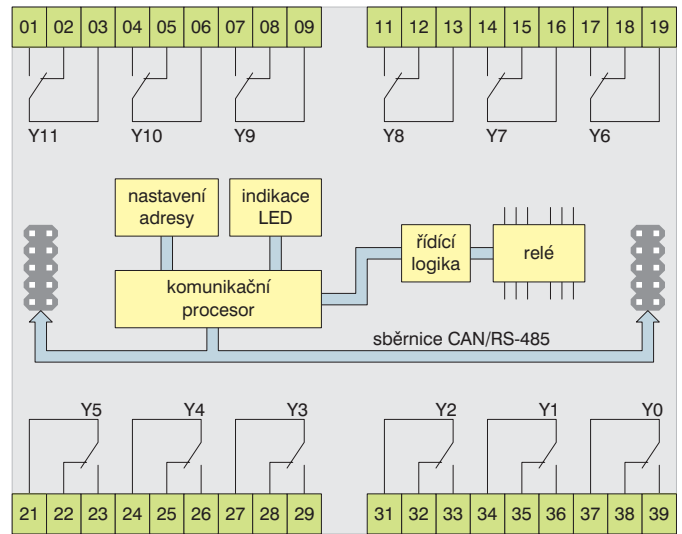 01 02 03 04 05 06 07 08 09 11 12 13 14 15 16 17 18 19
Y11 Y10 Y9 Y8 Y7 Y6
nastavení
adresy
indikace
LED
řídící
logika
relé
komunikační
procesor
sběrnice CAN/RS-485
Y5 Y4 Y3 Y2 Y1 Y0
21 22 23 24 25 26 27 28 29 31 32 33 34 35 36 37 38 39